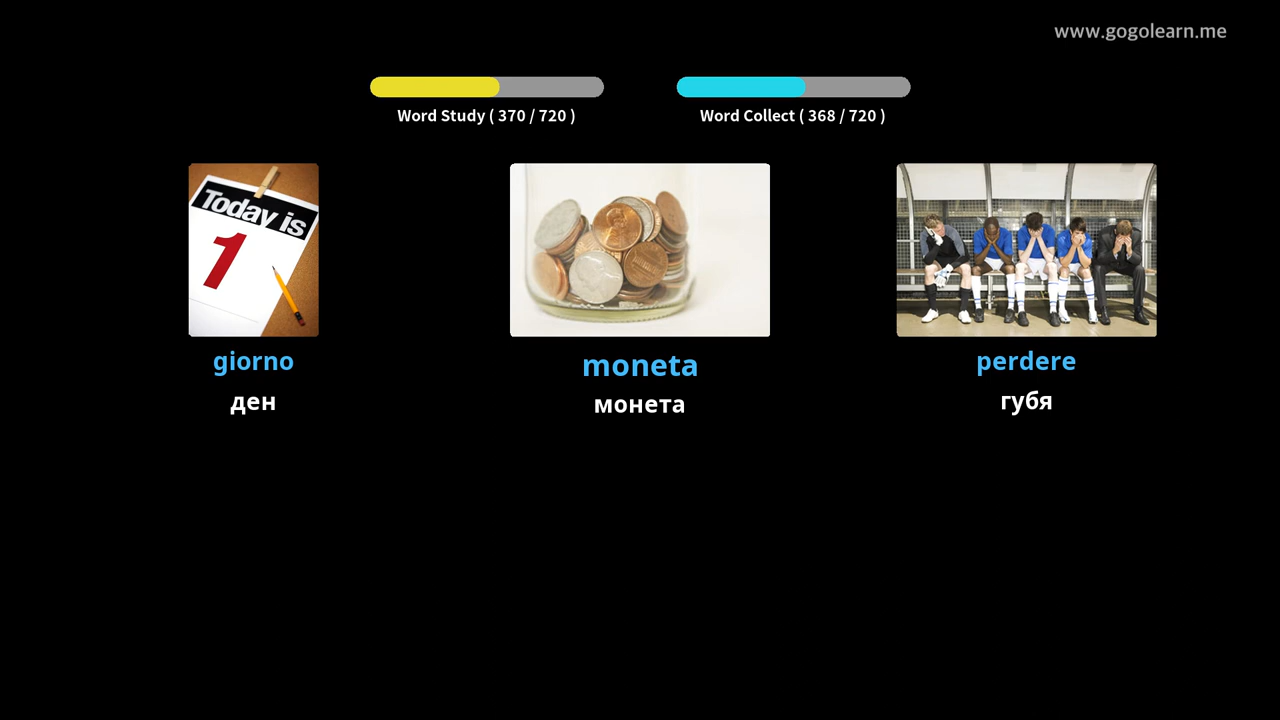 www.gogolearn.me
Word Study ( 370 / 720 )
Word Collect ( 368 / 720 )
Today is
1
giorno
ден
moneta
монета
perdere
губя